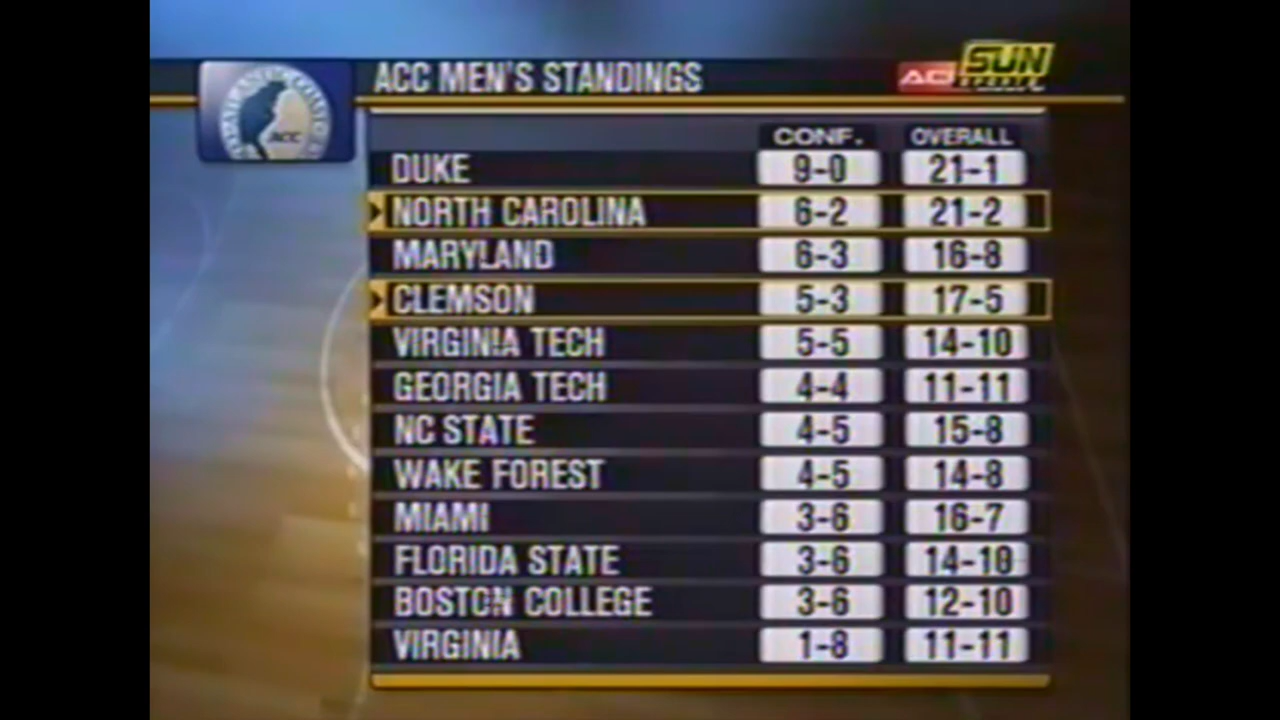 ACC MEN'S STANDINGS
SUN
SPORTS
ACC
CONF. OVERALL
DUKE 9-0 21-1
NORTH CAROLINA 6-2 21-2
MARYLAND 6-3 16-8
CLEMSON 5-3 17-5
VIRGINIA TECH 5-5 14-10
GEORGIA TECH 4-4 11-11
NC STATE 4-5 15-8
WAKE FOREST 4-5 14-8
MIAMI 3-6 16-7
FLORIDA STATE 3-6 14-10
BOSTON COLLEGE 3-6 12-10
VIRGINIA 1-8 11-11